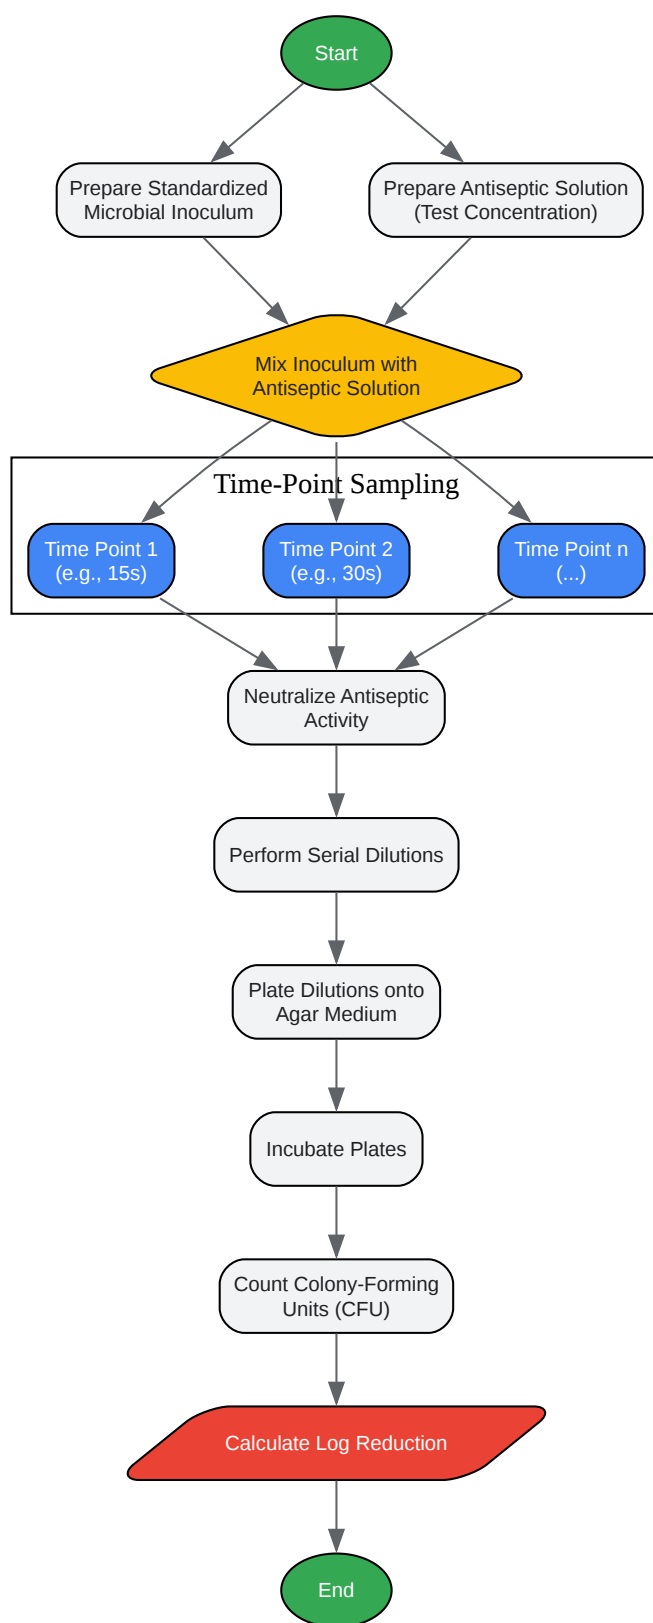 Start
Prepare Standardized
Microbial Inoculum
Prepare Antiseptic Solution
(Test Concentration)
Mix Inoculum with
Antiseptic Solution
Time-Point Sampling
Time Point 1
(e.g., 15s)
Time Point 2
(e.g., 30s)
Time Point n
(...)
Neutralize Antiseptic
Activity
Perform Serial Dilutions
Plate Dilutions onto
Agar Medium
Incubate Plates
Count Colony-Forming
Units (CFU)
Calculate Log Reduction
End